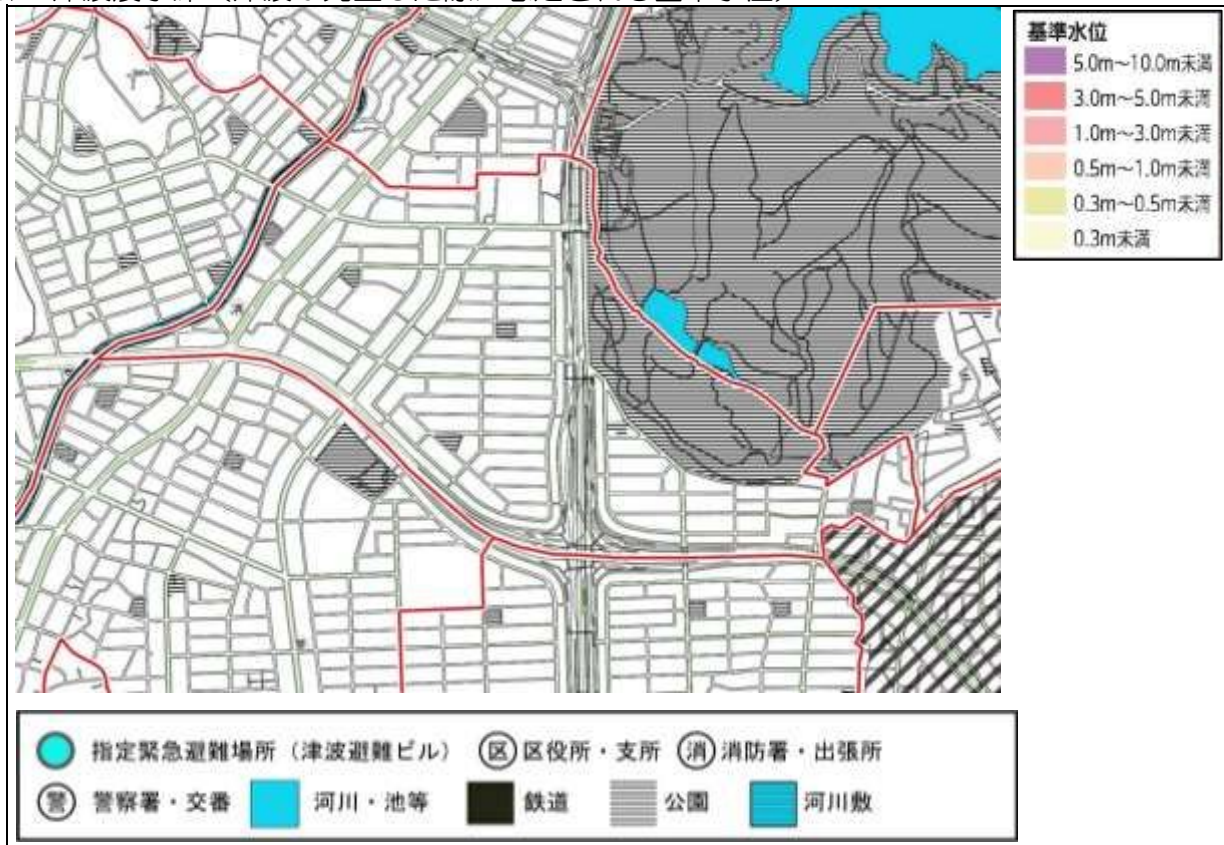 基準水位
5.0m~10.0m未満
3.0m~5.0m未満
1.0m~3.0m未満
0.5m~1.0m未満
0.3m~0.5m未満
0.3m未満
指定緊急避難場所（津波避難ビル） 区 区役所・支所 消 消防署・出張所
警 警察署・交番 河川・池等 鉄道 公園 河川敷